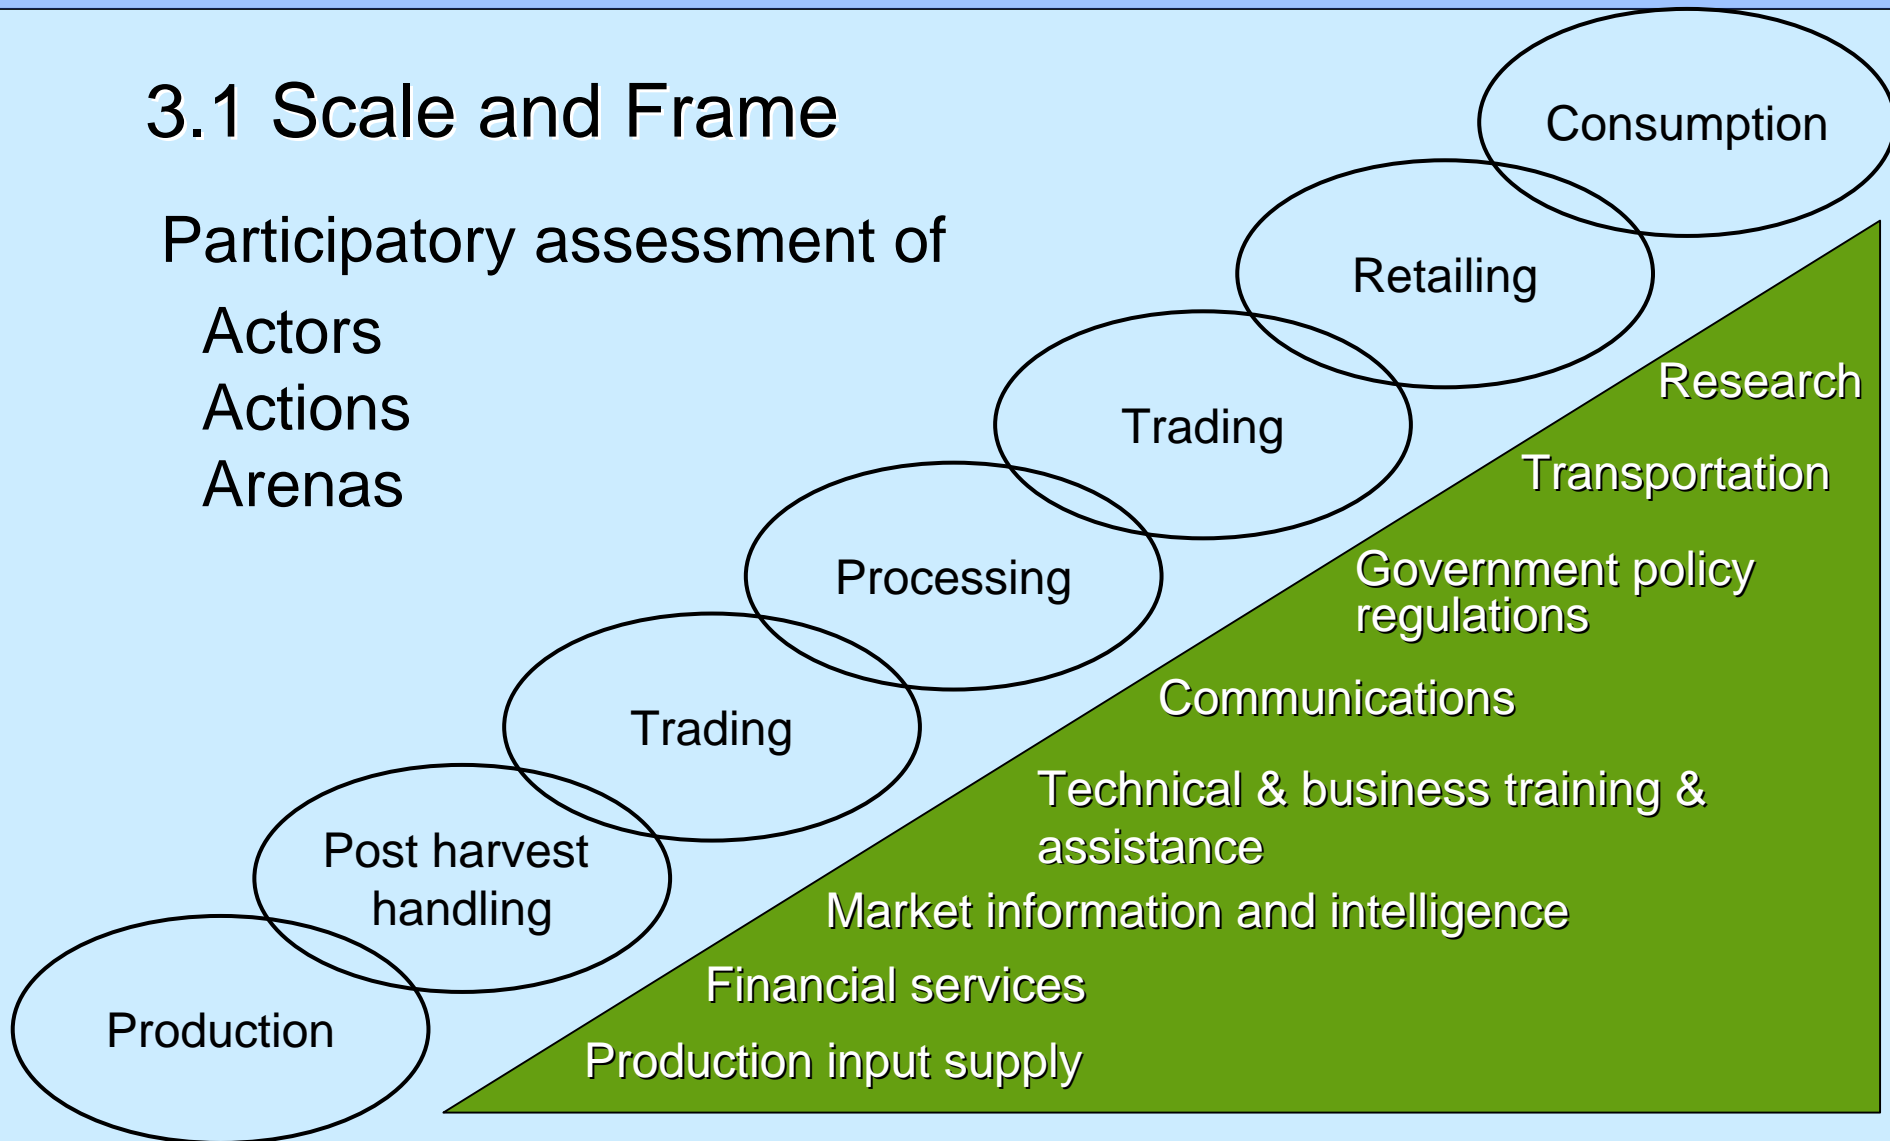 3.1 Scale and Frame
Participatory assessment of
Actors
Actions
Arenas
Consumption
Retailing
Trading
Processing
Trading
Post harvest
handling
Production
Research
Transportation
Government policy
regulations
Communications
Technical & business training &
assistance
Market information and intelligence
Financial services
Production input supply